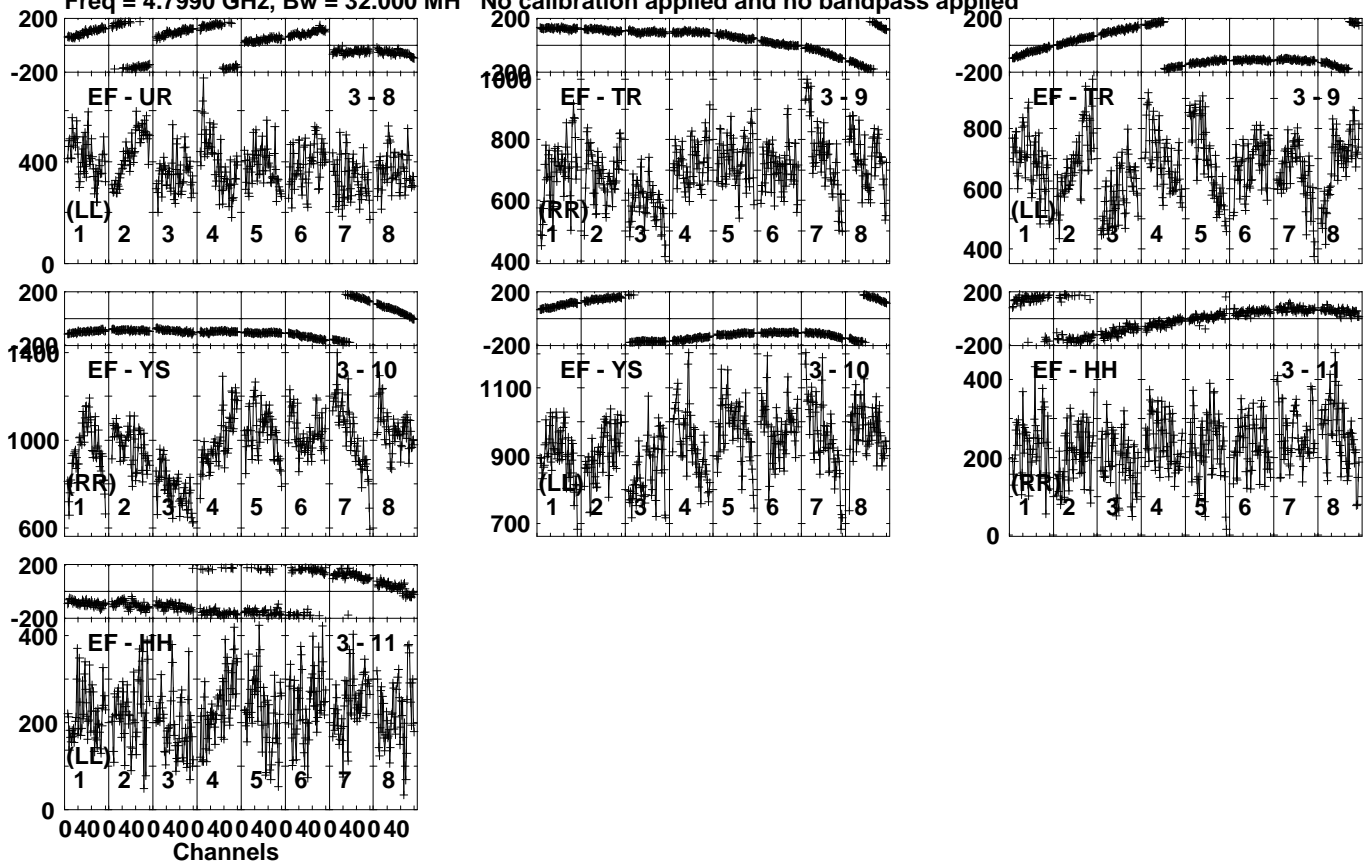 Freq = 4.7990 GHz, Bw = 32.000 MH No calibration applied and no bandpass applied
200
-200
EF - UR 3 - 8
400
(LL)
1 2 3 4 5 6 7 8
0
200
-200
1000
EF - TR 3 - 9
800
600
(RR)
1 2 3 4 5 6 7 8
400
200
-200
EF - TR 3 - 9
800
600
(LL)
1 2 3 4 5 6 7 8
400
200
-200
1400
EF - YS 3 - 10
1000
(RR)
1 2 3 4 5 6 7 8
600
200
-200
EF - YS 3 - 10
1100
900
(LL)
1 2 3 4 5 6 7 8
700
200
-200
EF - HH 3 - 11
400
200
(RR)
1 2 3 4 5 6 7 8
0
200
-200
EF - HH 3 - 11
400
200
(LL)
1 2 3 4 5 6 7 8
0
0 40 0 40 0 40 0 40 0 40 0 40 0 40 0 40
Channels